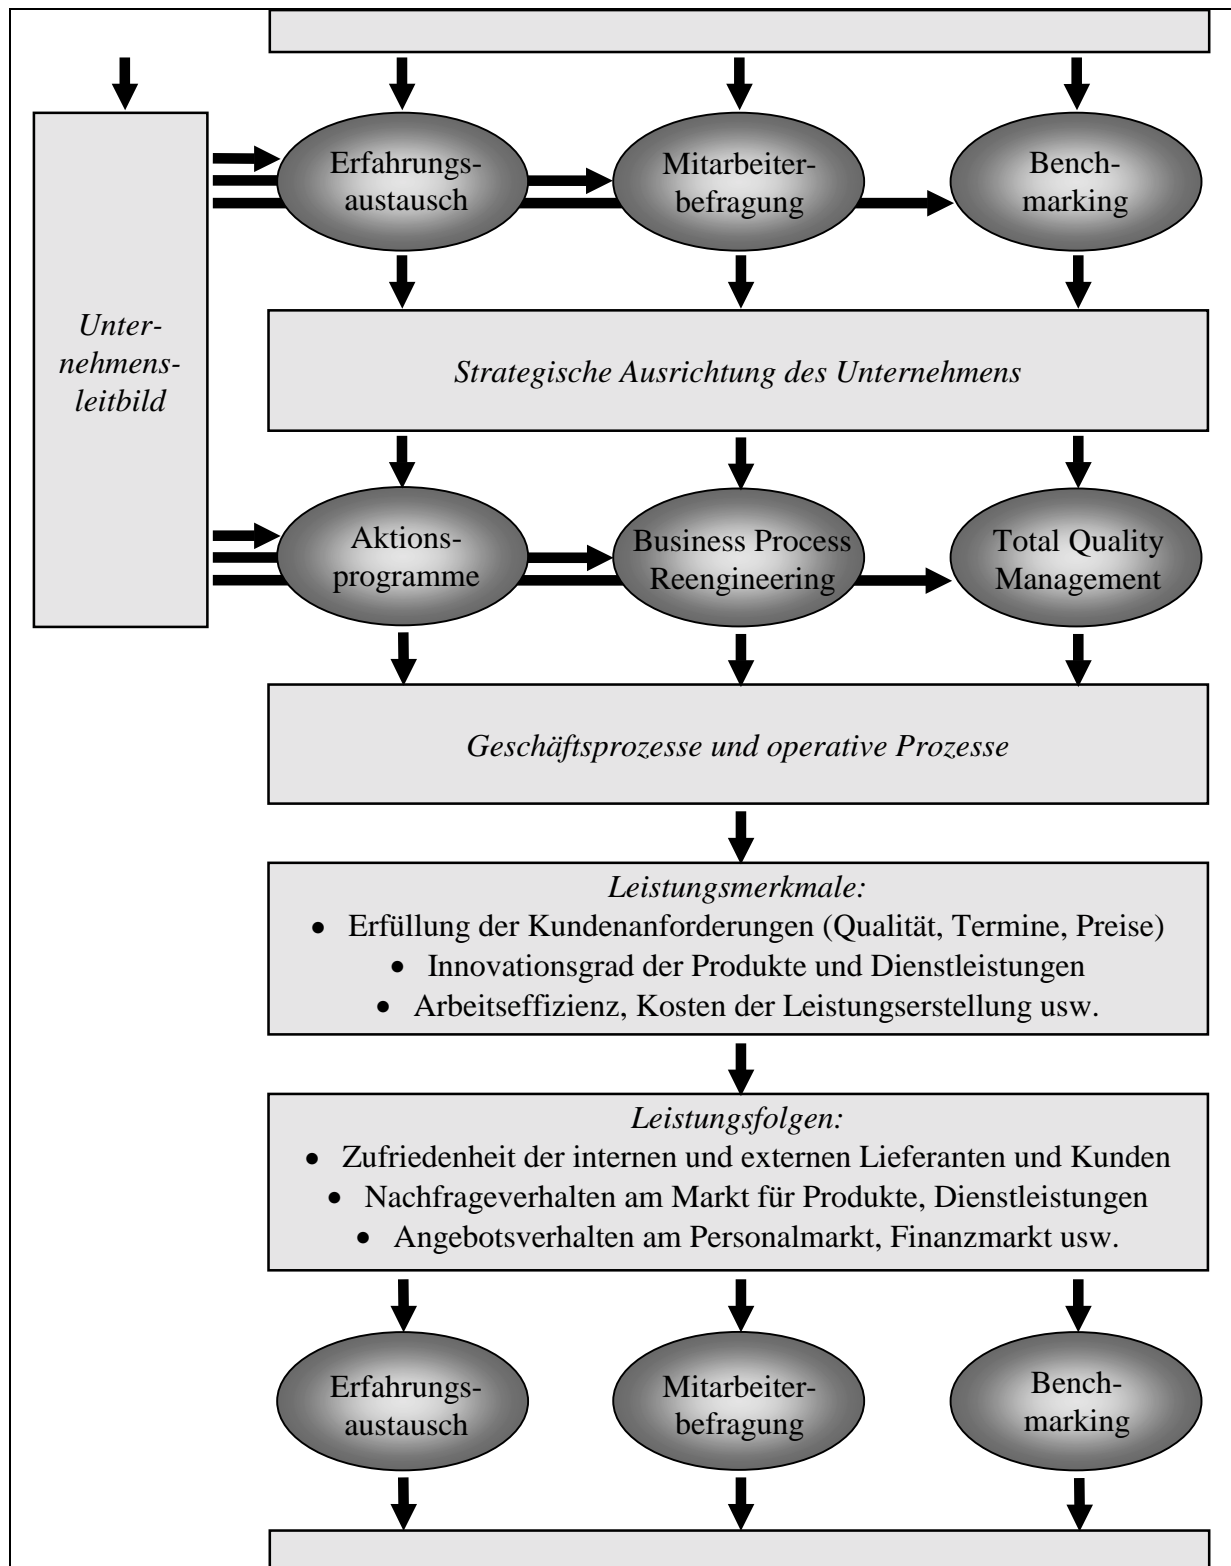 Erfahrungs-
austausch
Mitarbeiter-
befragung
Bench-
marking
Unter-
nehmens-
leitbild
Strategische Ausrichtung des Unternehmens
Aktions-
programme
Business Process
Reengineering
Total Quality
Management
Geschäftsprozesse und operative Prozesse
Leistungsmerkmale:
• Erfüllung der Kundenanforderungen (Qualität, Termine, Preise)
• Innovationsgrad der Produkte und Dienstleistungen
• Arbeitseffizienz, Kosten der Leistungserstellung usw.
Leistungsfolgen:
• Zufriedenheit der internen und externen Lieferanten und Kunden
• Nachfrageverhalten am Markt für Produkte, Dienstleistungen
• Angebotsverhalten am Personalmarkt, Finanzmarkt usw.
Erfahrungs-
austausch
Mitarbeiter-
befragung
Bench-
marking